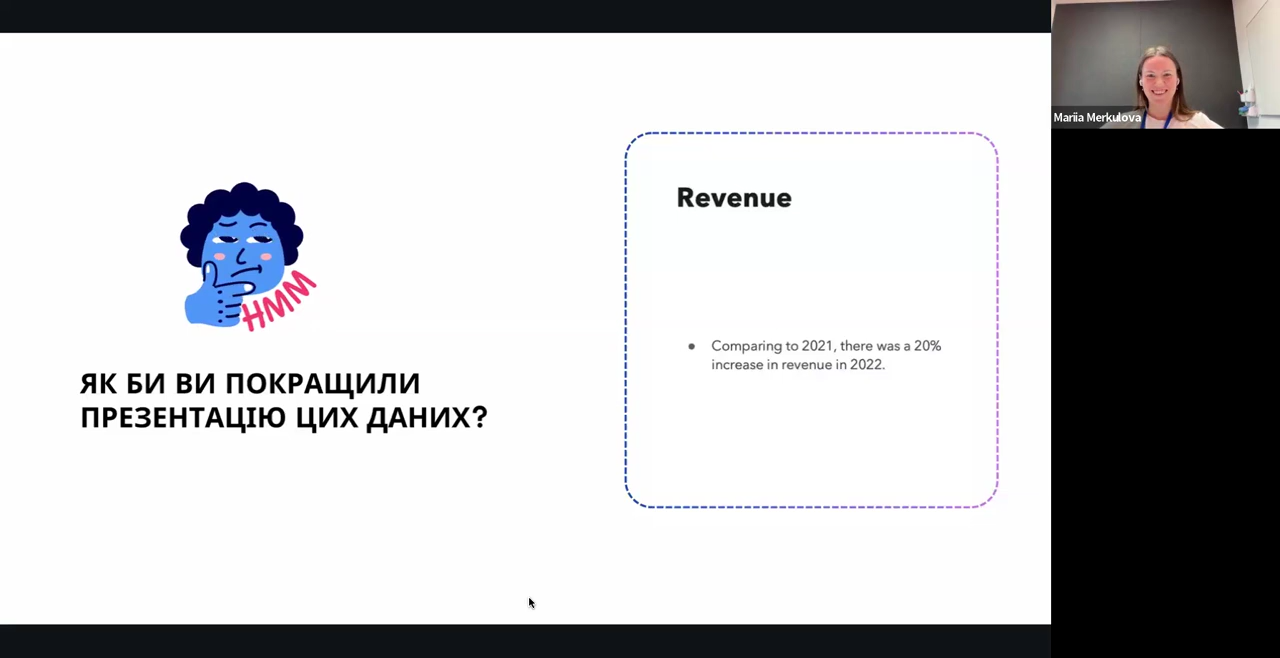 HMM
ЯК БИ ВИ ПОКРАЩИЛИ
ПРЕЗЕНТАЦІЮ ЦИХ ДАНИХ?
Revenue
● Comparing to 2021, there was a 20%
increase in revenue in 2022.
Mariia Merkulova